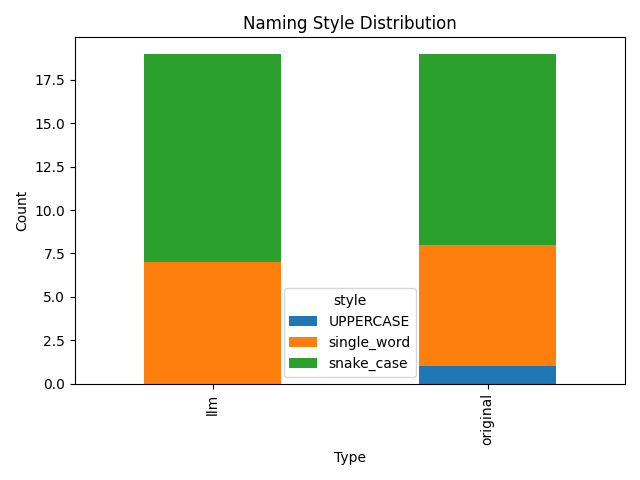 Naming Style Distribution
17.5
15.0
12.5
10.0
7.5
5.0
2.5
0.0
Count
style
UPPERCASE
single_word
snake_case
llm
original
Type